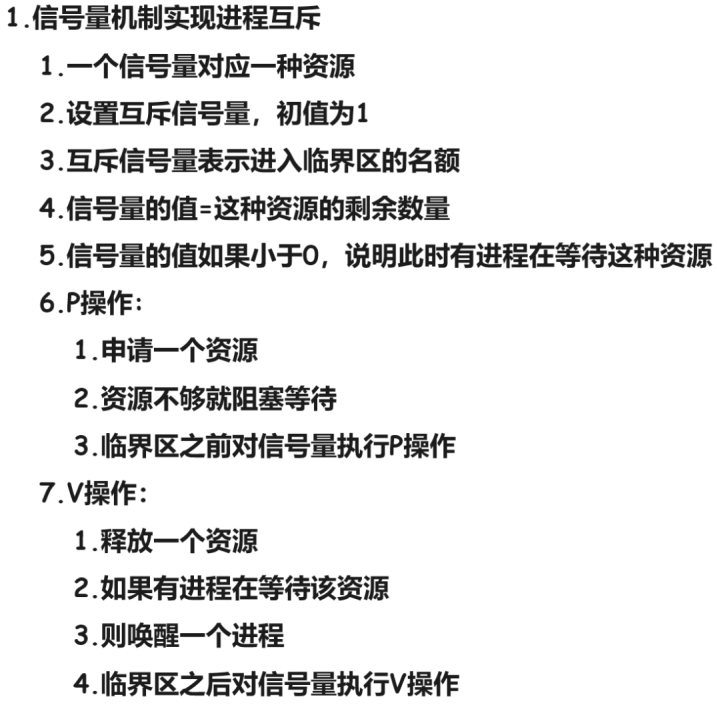 1.信号量机制实现进程互斥
1.一个信号量对应一种资源
2.设置互斥信号量，初值为1
3.互斥信号量表示进入临界区的名额
4.信号量的值=这种资源的剩余数量
5.信号量的值如果小于0，说明此时有进程在等待这种资源
6.P操作：
1.申请一个资源
2.资源不够就阻塞等待
3.临界区之前对信号量执行P操作
7.V操作：
1.释放一个资源
2.如果有进程在等待该资源
3.则唤醒一个进程
4.临界区之后对信号量执行V操作